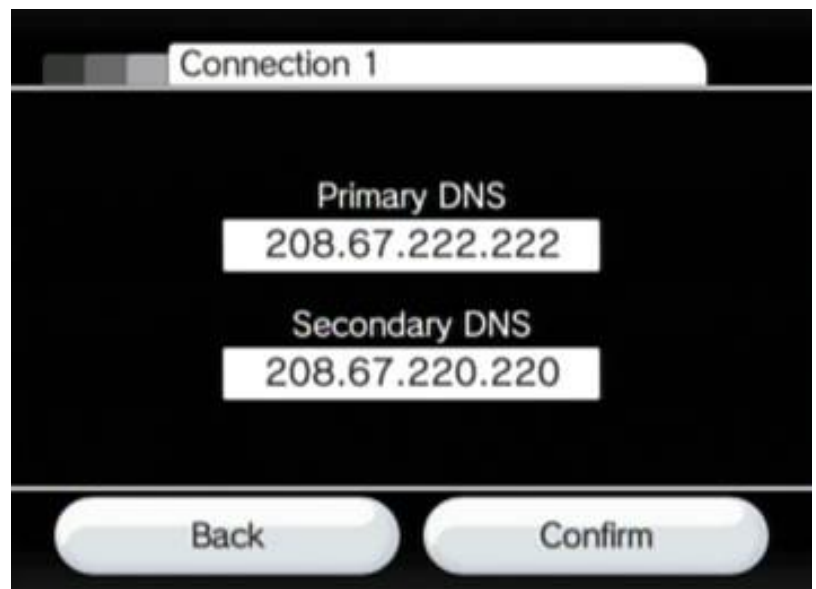 Connection 1
Primary DNS
208.67.222.222
Secondary DNS
208.67.220.220
Back
Confirm